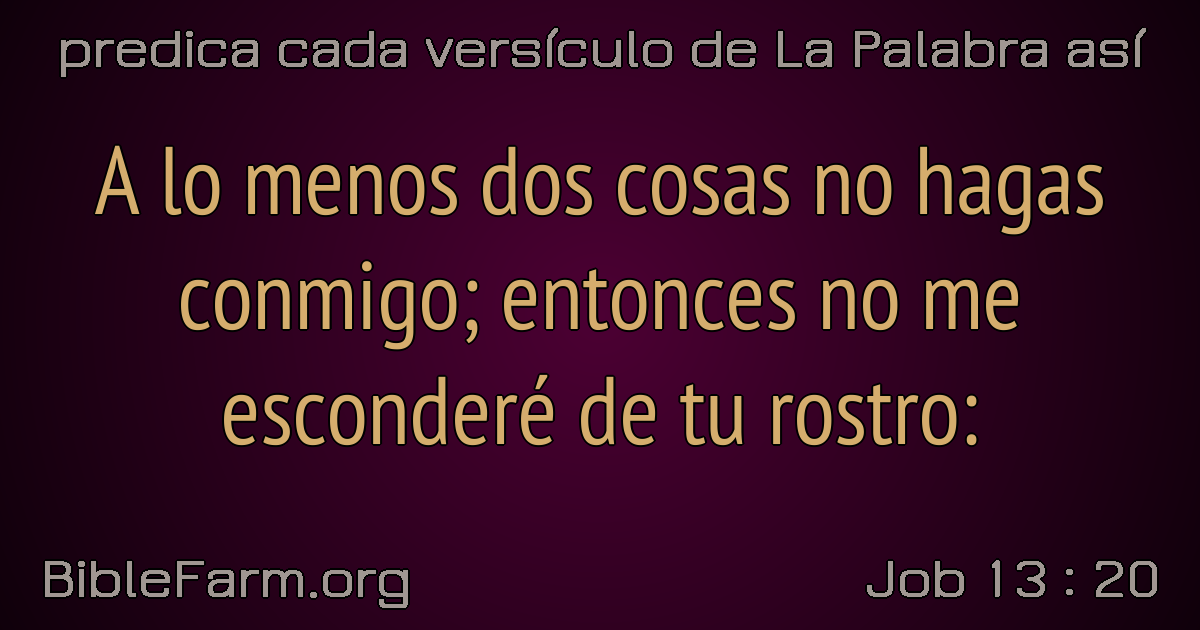 predica cada versículo de La Palabra así
A lo menos dos cosas no hagas
conmigo; entonces no me
esconderé de tu rostro:
BibleFarm.org
Job 13 : 20